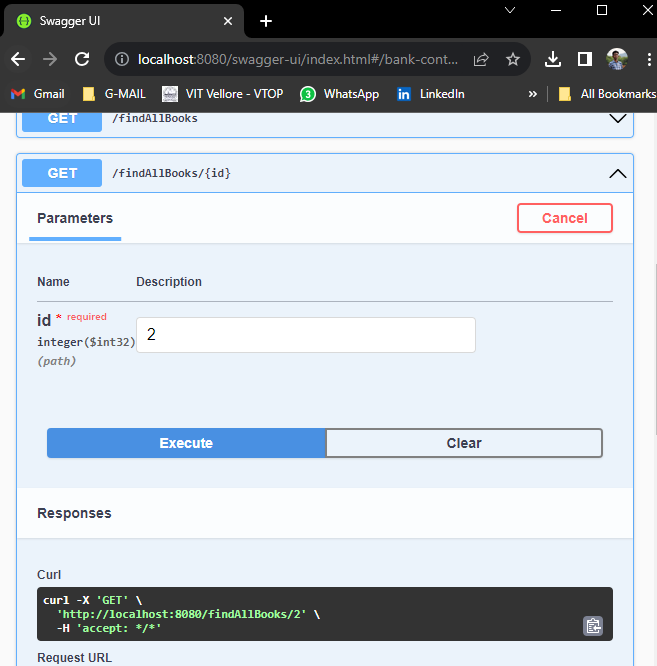 Swagger UI
localhost:8080/swagger-ui/index.html#/bank-cont...
Gmail G-MAIL VIT Vellore - VTOP 3 WhatsApp in LinkedIn » All Bookmarks
GET /findAllBooks
GET /findAllBooks/{id}
Parameters Cancel
Name Description
id * required
2
integer($int32)
(path)
Execute Clear
Responses
Curl
curl -X 'GET' \
'http://localhost:8080/findAllBooks/2' \
-H 'accept: */*'
Request URL